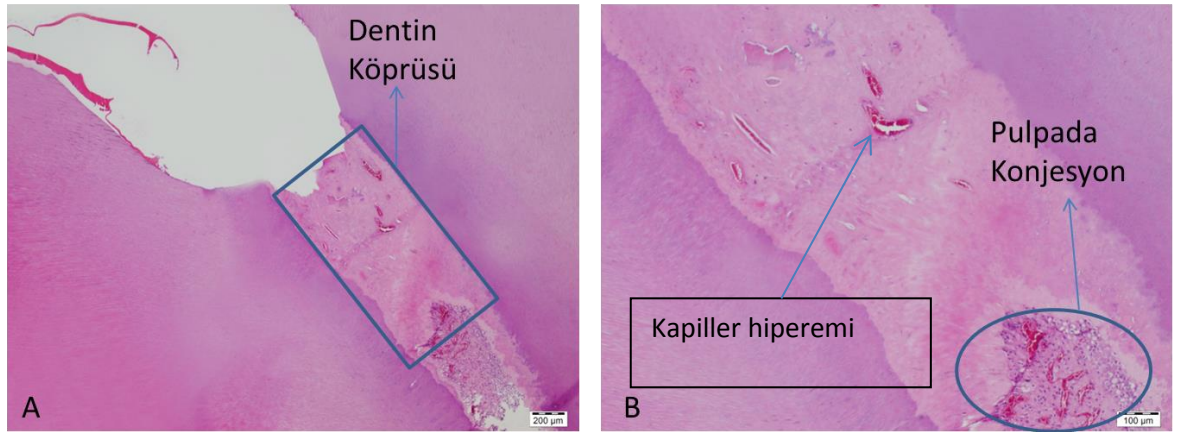 Dentin
Köprüsü
A
200 µm
Pulpada
Konjesyon
Kapiller hiperemi
B
100 µm